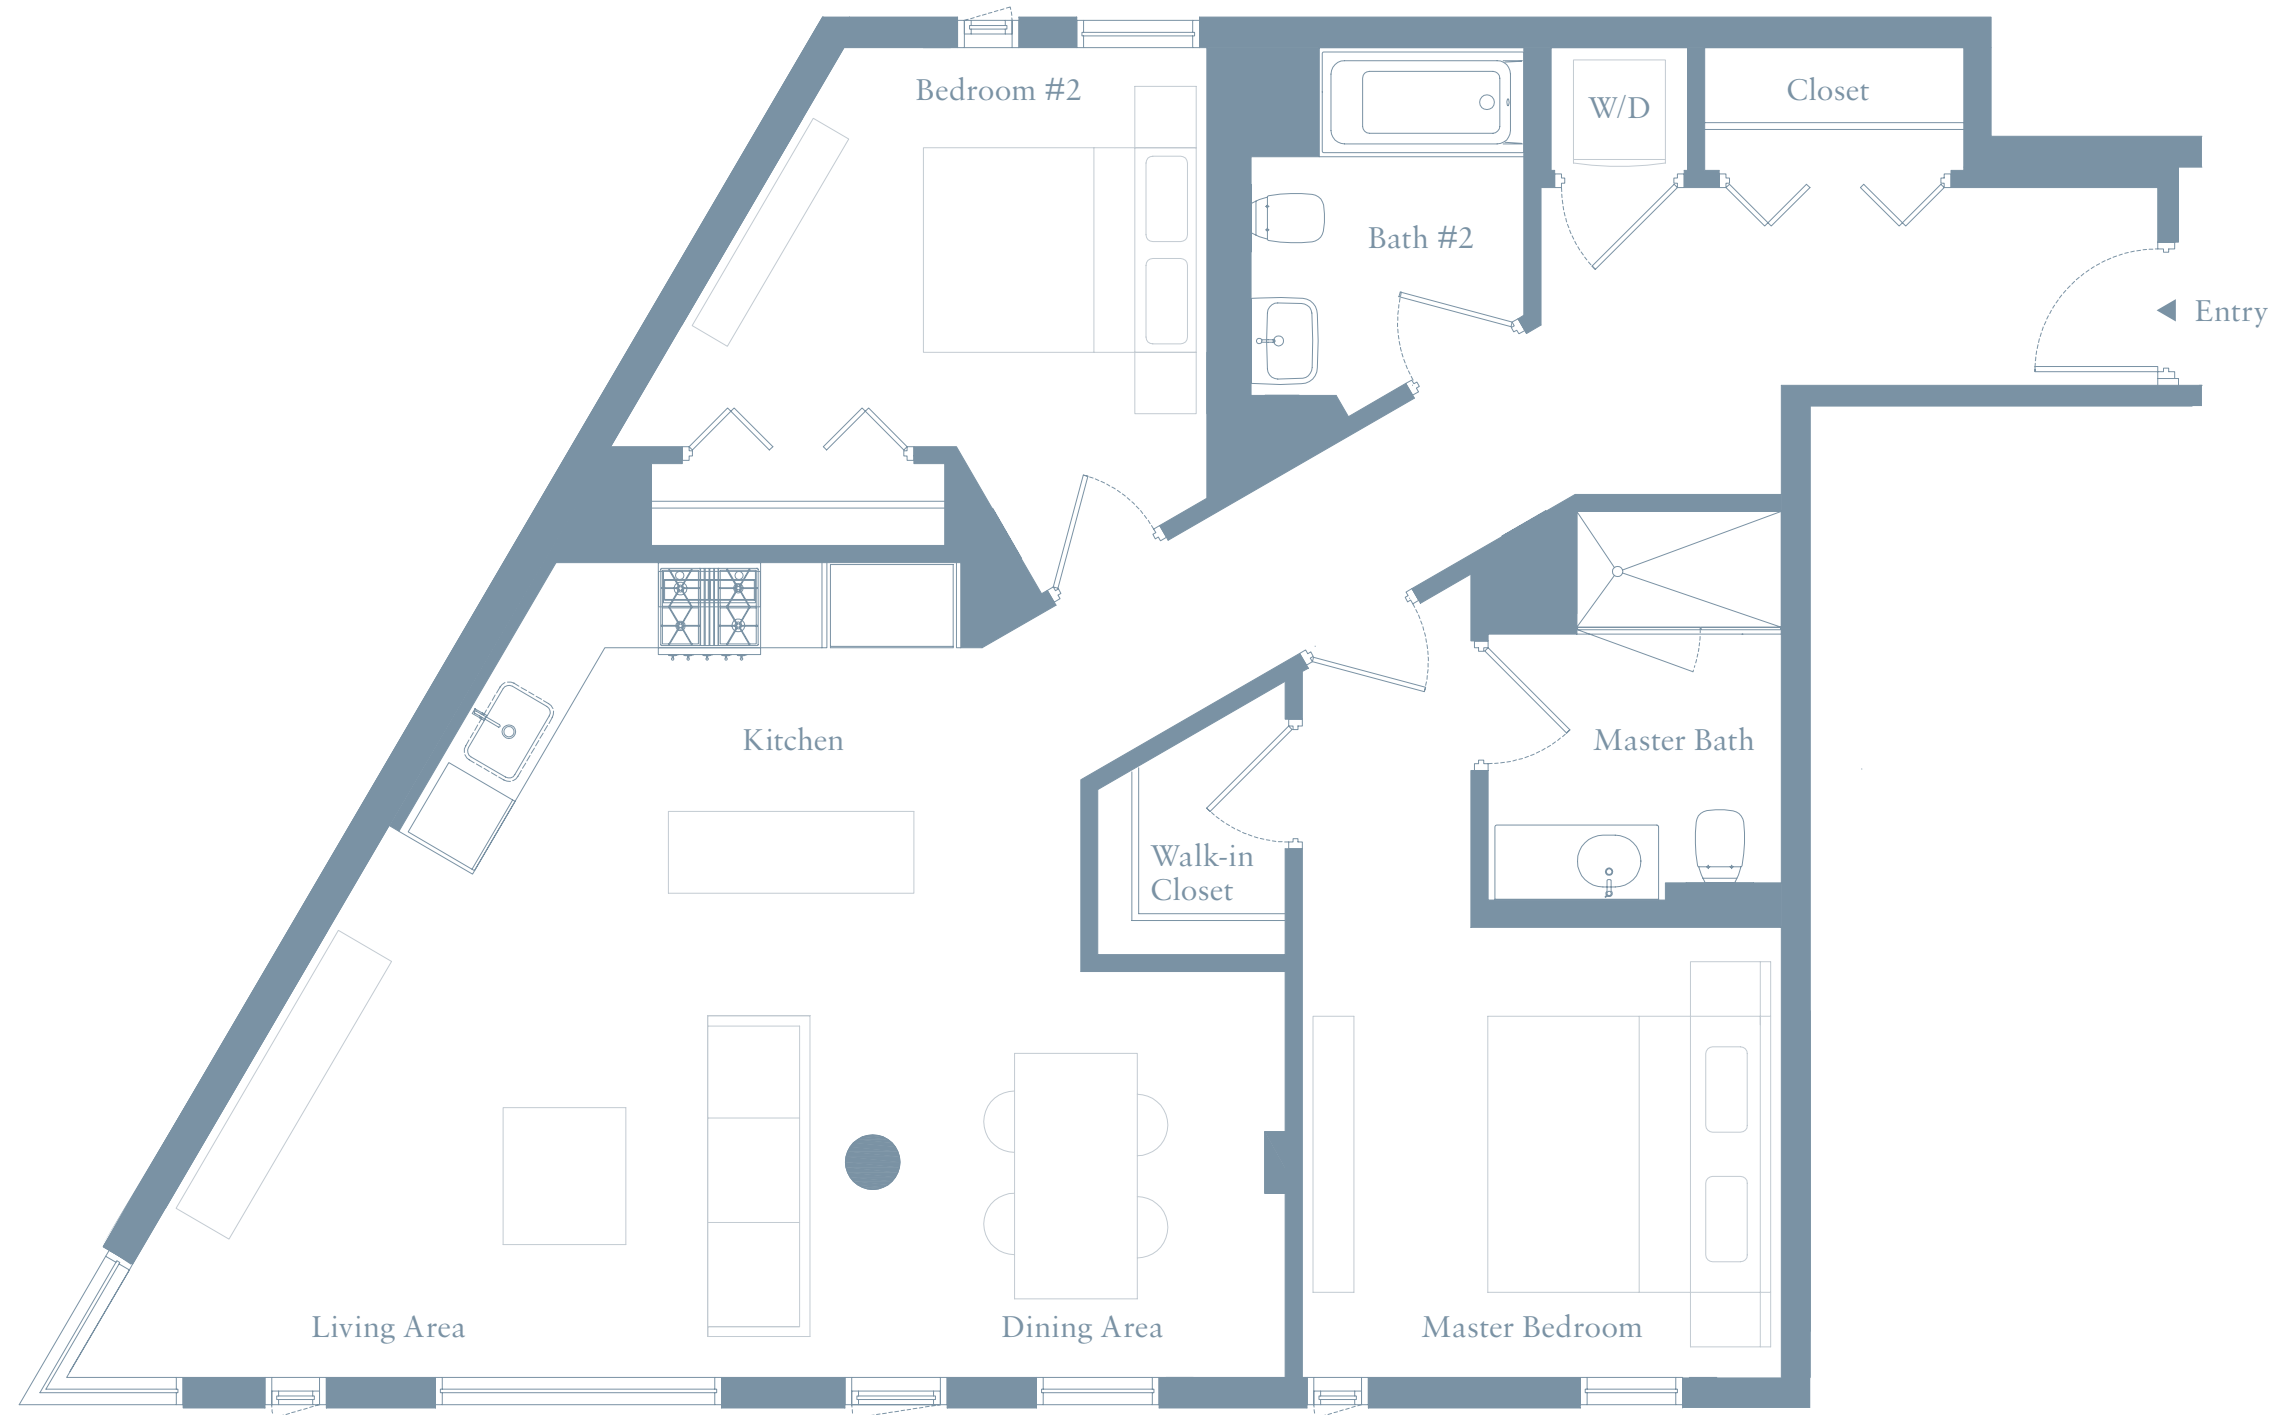 Bedroom #2
W/D
Closet
Bath #2
Entry
Kitchen
Master Bath
Walk-in
Closet
Living Area
Dining Area
Master Bedroom